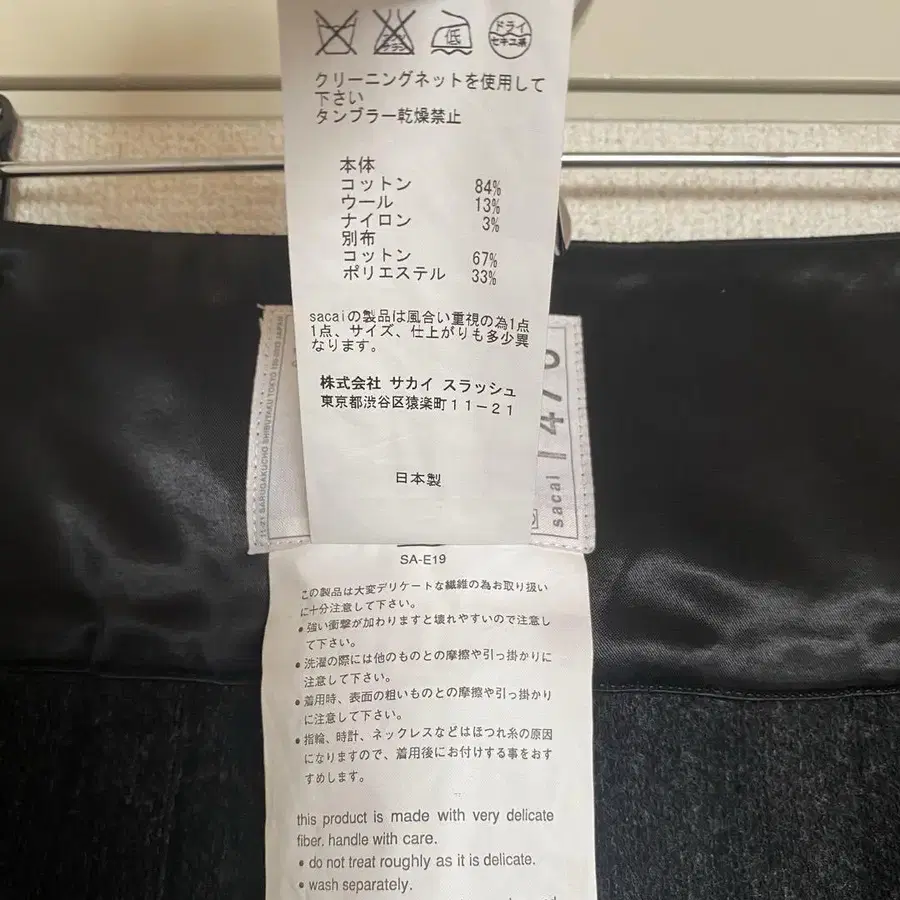 低
ドライ
セキユ系
クリーニングネットを使用して
下さい
タンブラー乾燥禁止
本体
コットン 84%
ウール 13%
ナイロン 3%
別布
コットン 67%
ポリエステル 33%
sacaiの製品は風合い重視の為1点
1点、サイズ、仕上がりも多少異
なります。
株式会社 サカイ スラッシュ
東京都渋谷区猿楽町11-21
日本製
11-21 SARUGAKUCHO SHIBUYAKU TOKYO 150-0033 JAPAN
sacai
SA-E19
この製品は大変デリケートな繊維の為お取り扱い
に十分注意して下さい。
● 強い衝撃が加わりますと壊れやすいので注意し
て下さい。
● 洗濯の際には他のものとの摩擦や引っ掛かりに
注意して下さい。
● 着用時、表面の粗いものとの摩擦や引っ掛かり
に注意して下さい。
● 指輪、時計、ネックレスなどはほつれ糸の原因
になりますので、着用後にお付けする事をおす
すめします。
this product is made with very delicate
fiber, handle with care.
● do not treat roughly as it is delicate.
● wash separately.